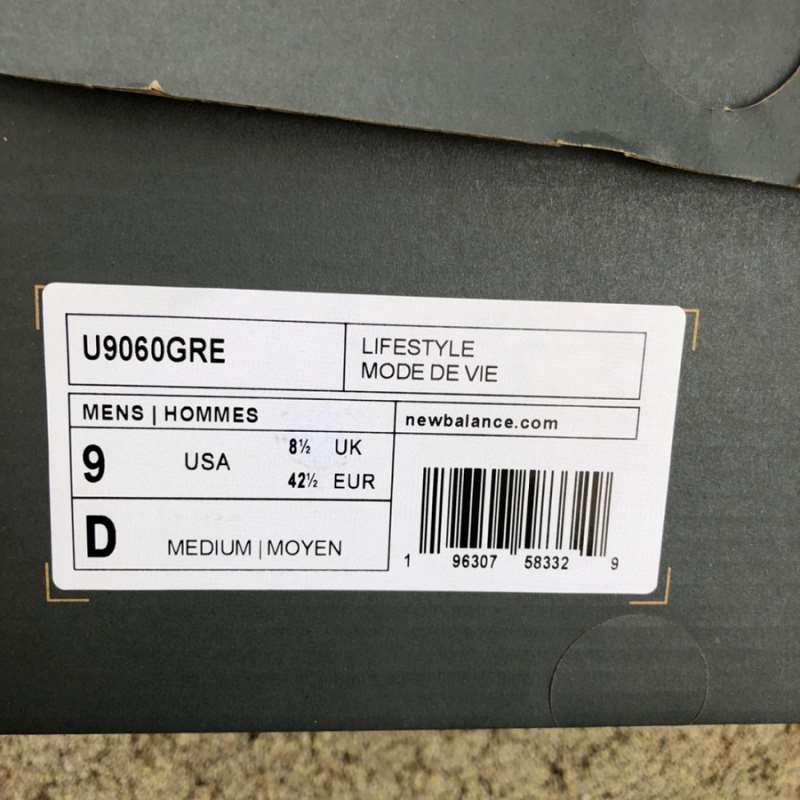 U9060GRE
LIFESTYLE
MODE DE VIE
MENS | HOMMES
newbalance.com
9 USA
8½ UK
42½ EUR
D MEDIUM | MOYEN
1 96307 58332 9